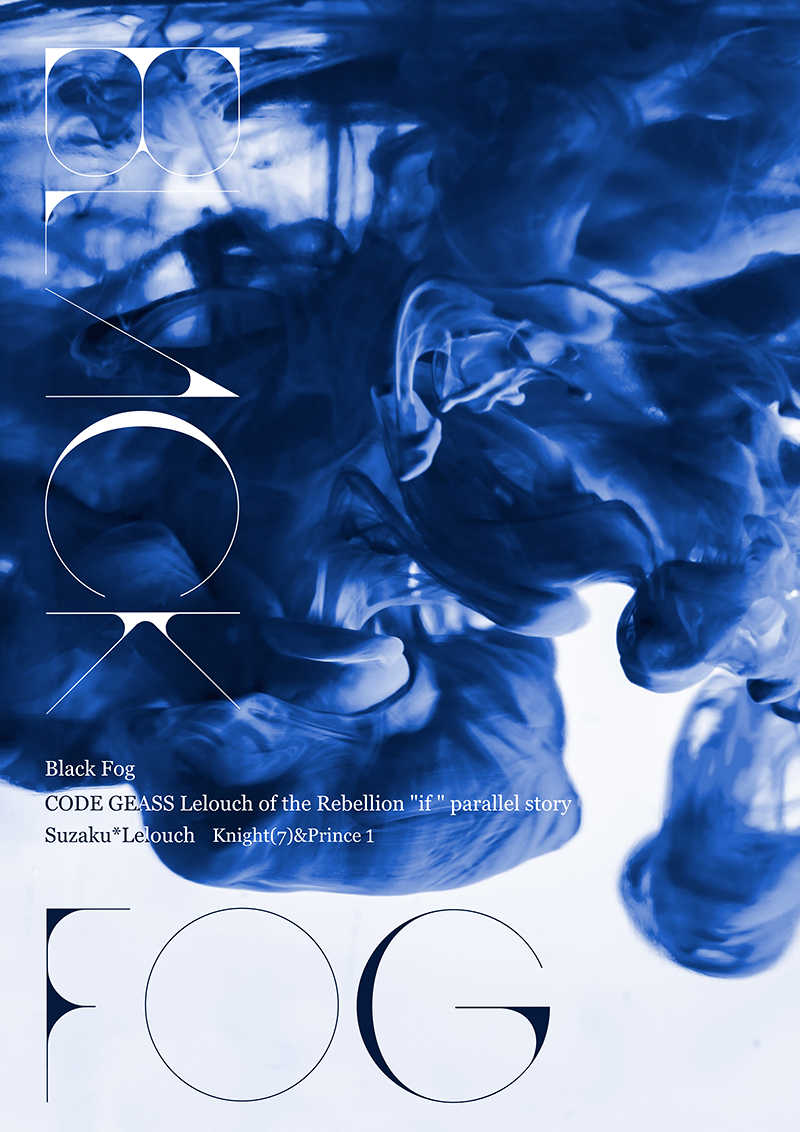 BLACK
Black Fog
CODE GEASS Lelouch of the Rebellion "if " parallel story
Suzaku*Lelouch Knight(7)&Prince 1
FOG